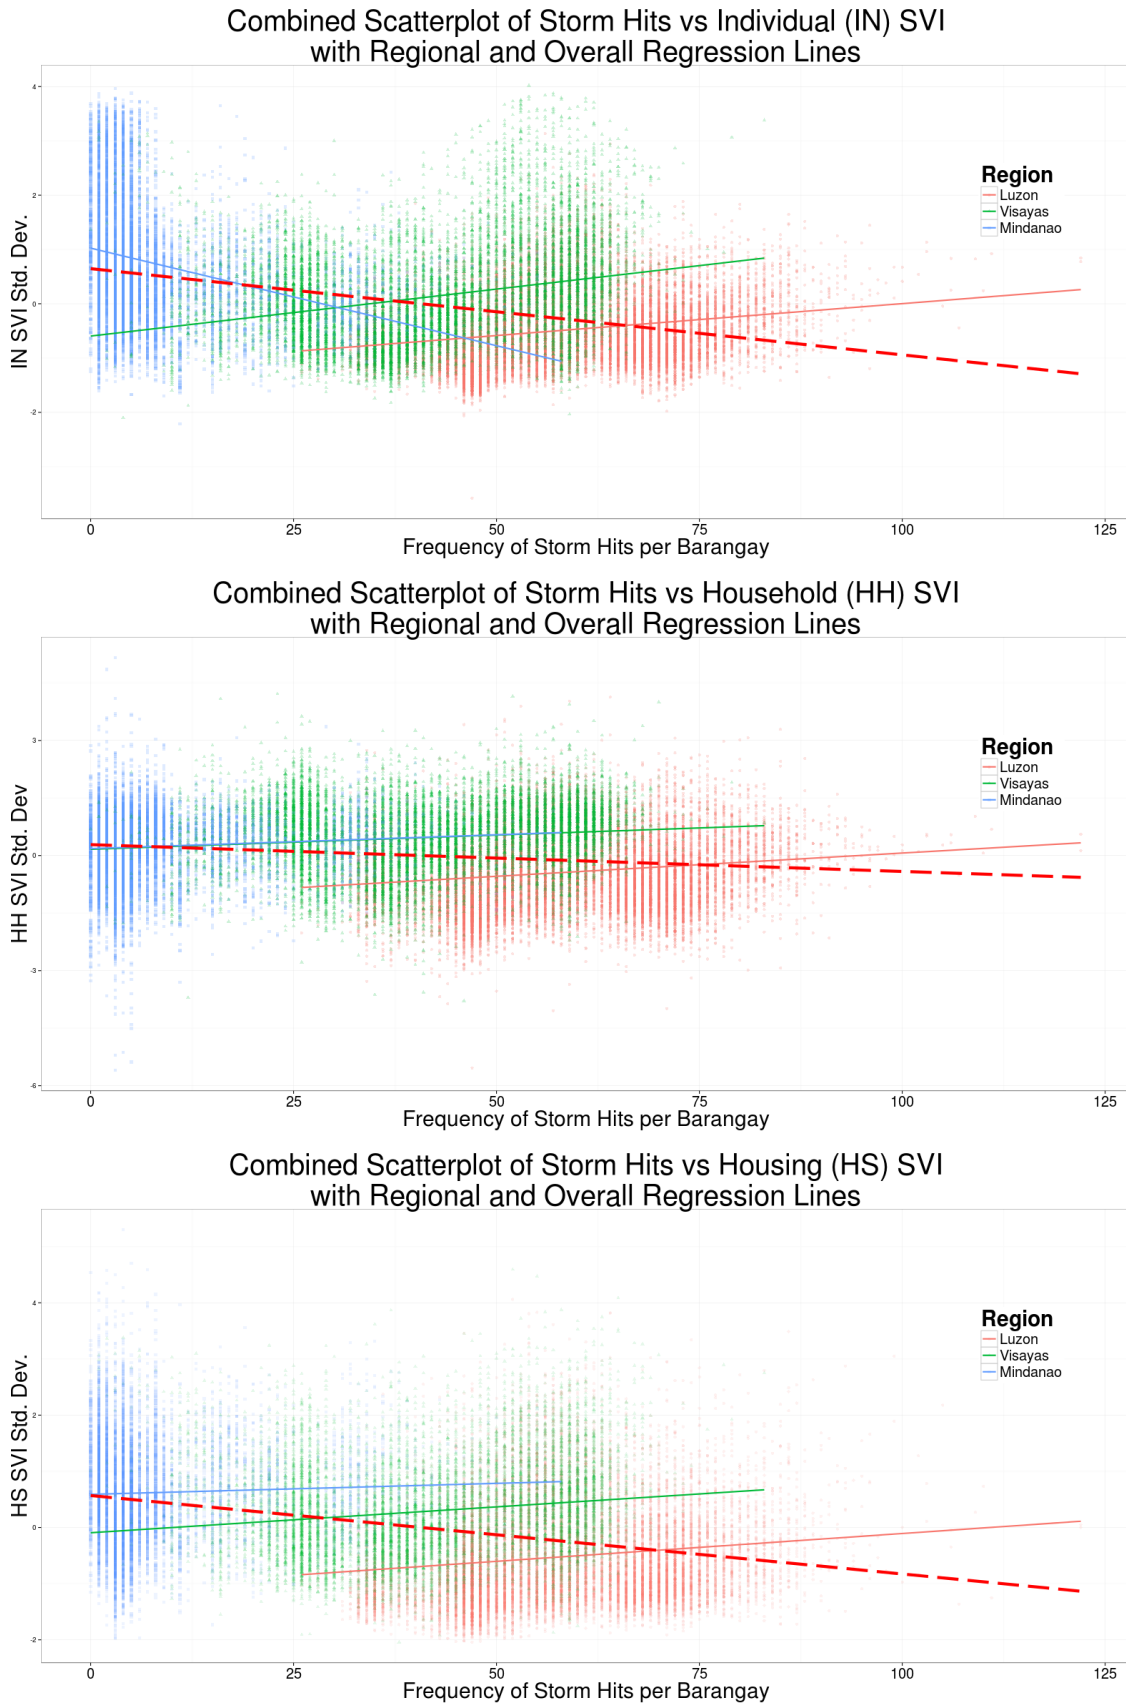 Combined Scatterplot of Storm Hits vs Individual (IN) SVI
with Regional and Overall Regression Lines
IN SVI Std. Dev.
4
2
0
-2
Region
Luzon
Visayas
Mindanao
0 25 50 75 100 125
Frequency of Storm Hits per Barangay
Combined Scatterplot of Storm Hits vs Household (HH) SVI
with Regional and Overall Regression Lines
HH SVI Std. Dev
3
0
-3
-6
Region
Luzon
Visayas
Mindanao
0 25 50 75 100 125
Frequency of Storm Hits per Barangay
Combined Scatterplot of Storm Hits vs Housing (HS) SVI
with Regional and Overall Regression Lines
HS SVI Std. Dev.
4
2
0
-2
Region
Luzon
Visayas
Mindanao
0 25 50 75 100 125
Frequency of Storm Hits per Barangay